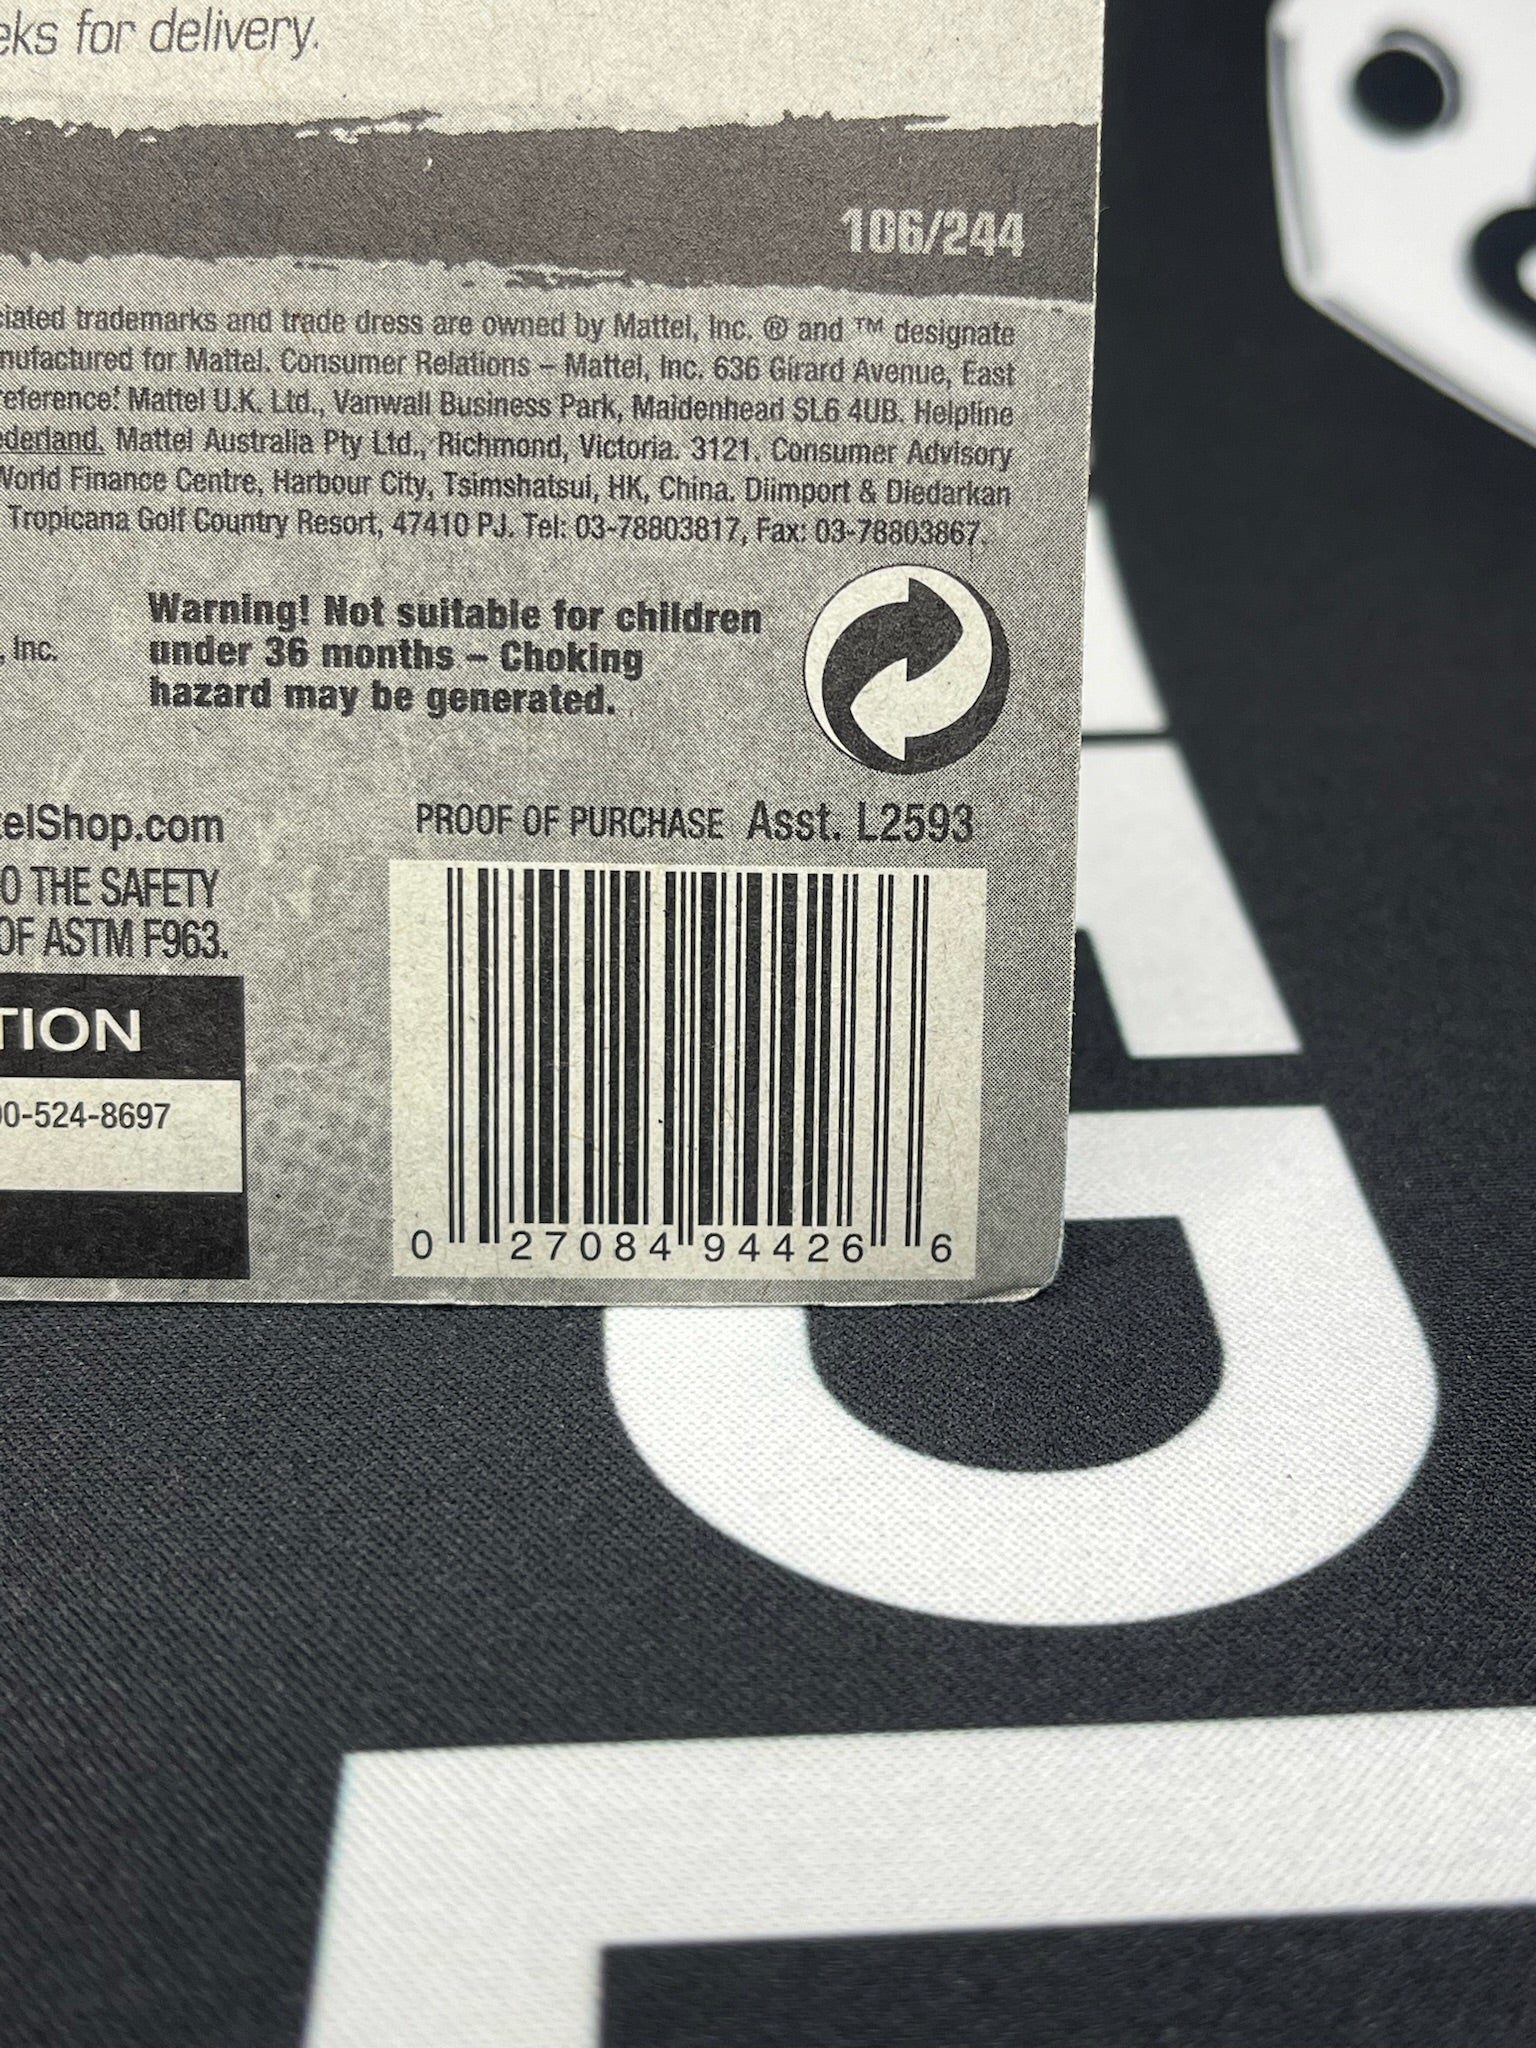 eks for delivery.
106/244
ciated trademarks and trade dress are owned by Mattel, Inc. ® and ™ designate
nufactured for Mattel. Consumer Relations – Mattel, Inc. 636 Girard Avenue, East
reference: Mattel U.K. Ltd., Vanwall Business Park, Maidenhead SL6 4UB. Helpline
ederland. Mattel Australia Pty Ltd., Richmond, Victoria. 3121. Consumer Advisory
World Finance Centre, Harbour City, Tsimshatsui, HK, China. Diimport & Diedarkan
Tropicana Golf Country Resort, 47410 PJ. Tel: 03-78803817, Fax: 03-78803867.
Warning! Not suitable for children
under 36 months – Choking
hazard may be generated.
, Inc.
PROOF OF PURCHASE Asst. L2593
telShop.com
O THE SAFETY
OF ASTM F963.
TION
00-524-8697
0 27084 94426 6